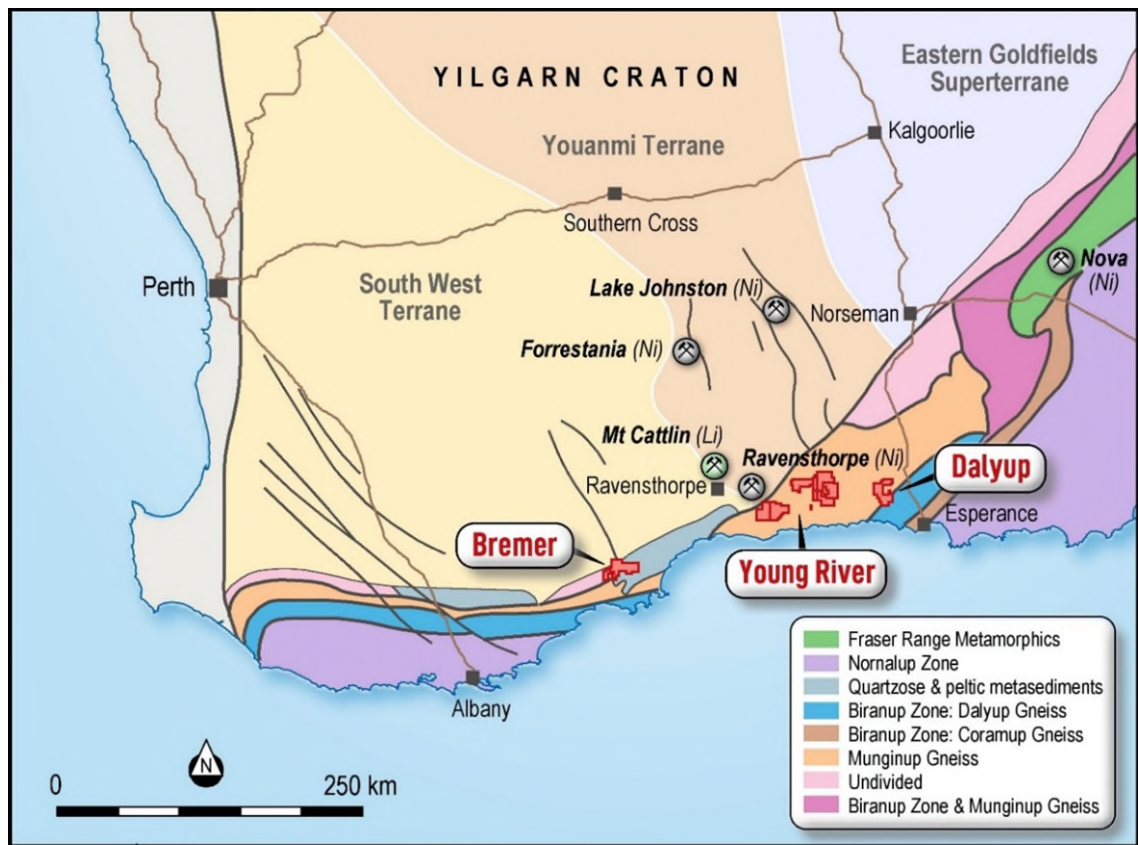 YILGARN CRATON
Eastern Goldfields
Superterrane
Kalgoorlie
Youanmi Terrane
Southern Cross
Perth
South West
Terrane
Lake Johnston (Ni)
Nova
(Ni)
Norseman
Forrestania (Ni)
Mt Cattlin (Li)
Ravensthorpe (Ni)
Ravensthorpe
Dalyup
Esperance
Bremer
Young River
Albany
N
0
250 km
Fraser Range Metamorphics
Nornalup Zone
Quartzose & peltic metasediments
Biranup Zone: Dalyup Gneiss
Biranup Zone: Coramup Gneiss
Munginup Gneiss
Undivided
Biranup Zone & Munginup Gneiss